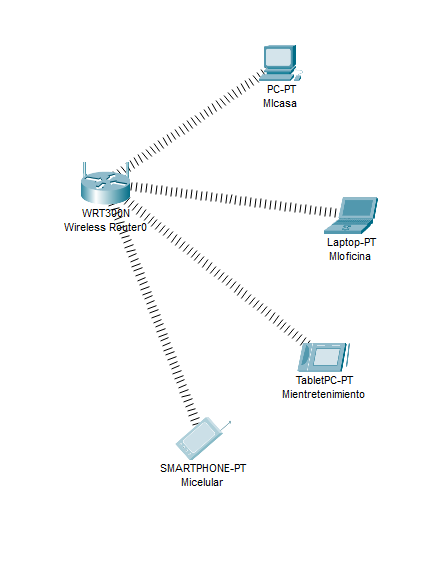 PC-PT
MIcasa
WRT300N
Wireless Router0
Laptop-PT
MIoficina
TabletPC-PT
Mientretenimiento
SMARTPHONE-PT
Micelular